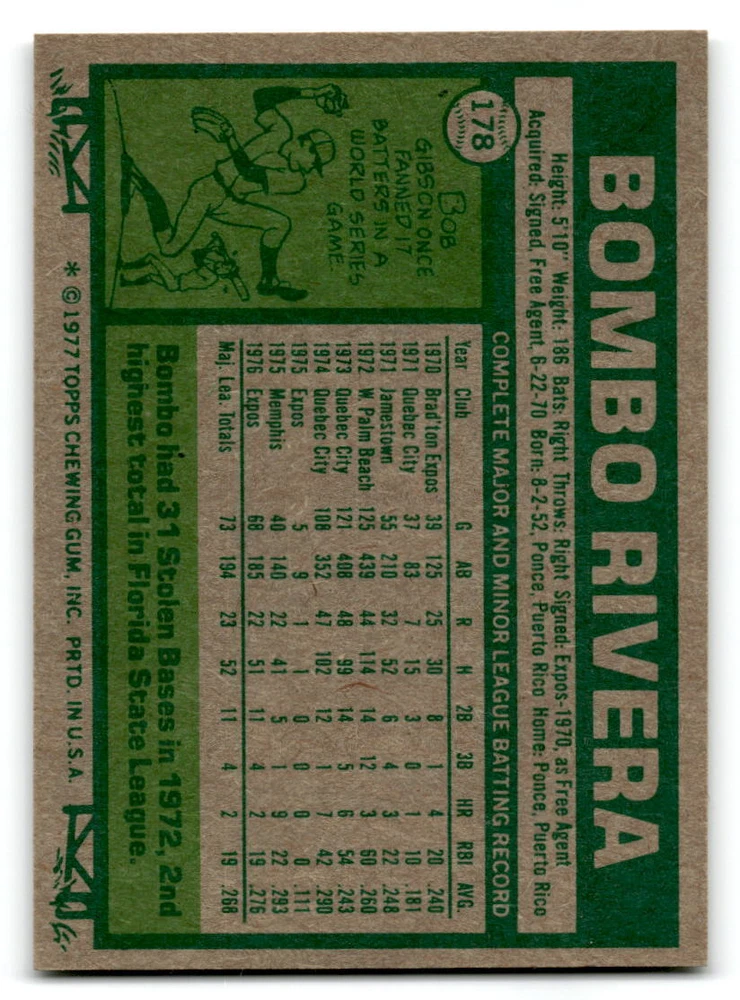 178
BOMBO RIVERA
Height: 5'10" Weight: 186 Bats: Right Throws: Right Signed: Expos-1970, as Free Agent
Acquired: Signed, Free Agent, 6-22-70 Born: 8-2-52, Ponce, Puerto Rico Home: Ponce, Puerto Rico
BOB
GIBSON ONCE
FANNED 17
BATTERS IN A
WORLD SERIES
GAME.
COMPLETE MAJOR AND MINOR LEAGUE BATTING RECORD
Year Club G AB R H 2B 3B HR RBI AVG.
1970 Brad'ton Expos 39 125 25 30 8 1 4 20 .240
1971 Quebec City 37 83 7 15 3 0 1 10 .181
1971 Jamestown 55 210 32 52 6 4 3 22 .248
1972 W Palm Beach 125 439 44 114 14 12 3 60 .260
1973 Quebec City 121 408 48 99 14 5 6 54 .243
1974 Quebec City 108 352 47 102 12 6 7 42 .290
1975 Expos 5 9 1 1 0 0 0 0 .111
1975 Memphis 40 140 22 41 5 1 9 22 .293
1976 Expos 68 185 22 51 11 4 2 19 .276
Maj. Lea. Totals 73 194 23 52 11 4 2 19 .268
Bombo had 31 Stolen Bases in 1972, 2nd
highest total in Florida State League.
* © 1977 TOPPS CHEWING GUM, INC. PRTD. IN U.S.A.